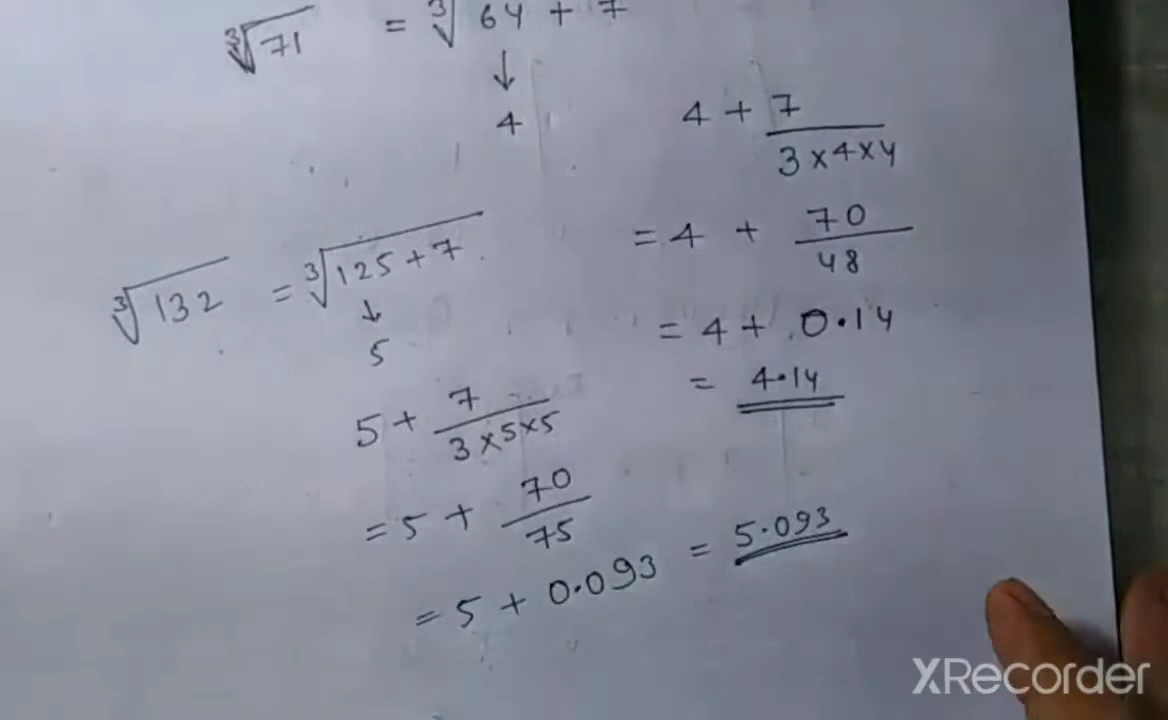 ∛71 = ∛64 + 7
↓
4
4 + 7/(3×4×4)
= 4 + 70/48
= 4 + 0.14
= 4.14
∛132 = ∛125+7
↓
5
5 + 7/(3×5×5)
= 5 + 70/75
= 5 + 0.093 = 5.093
XRecorder